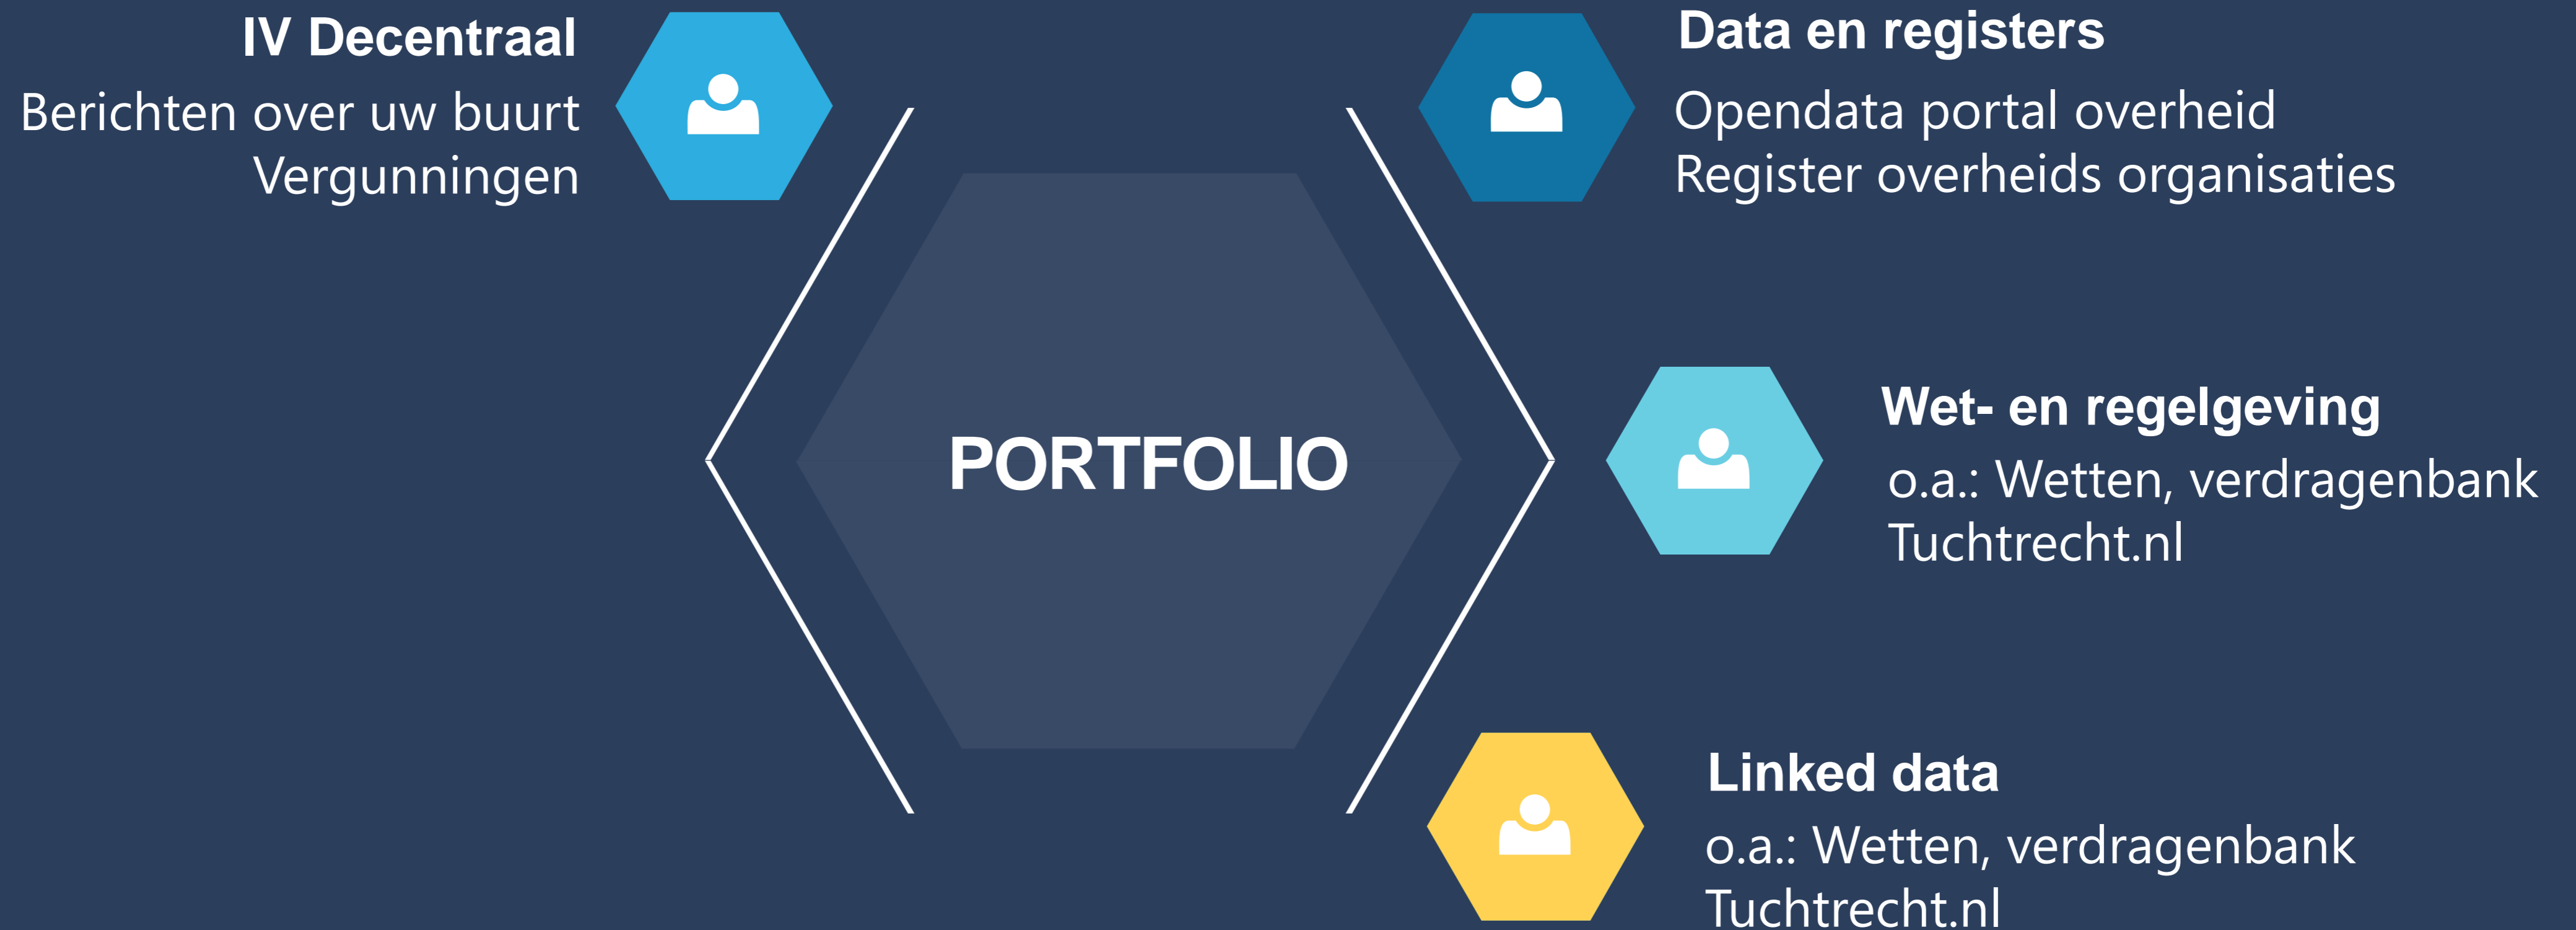 IV Decentraal
Berichten over uw buurt
Vergunningen
Data en registers
Opendata portal overheid
Register overheids organisaties
PORTFOLIO
Wet- en regelgeving
o.a.: Wetten, verdragenbank
Tuchtrecht.nl
Linked data
o.a.: Wetten, verdragenbank
Tuchtrecht.nl